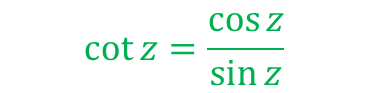 cot z = cos z / sin z